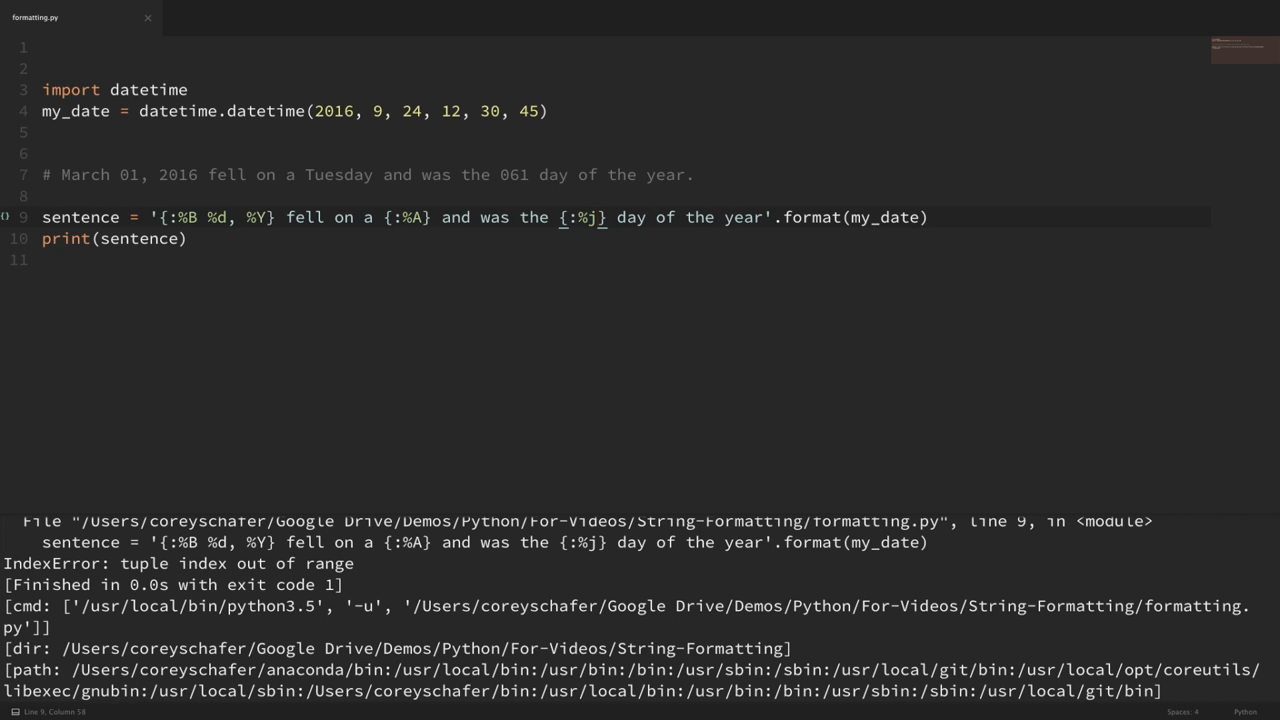 formatting.py ×
1
2
3 import datetime
4 my_date = datetime.datetime(2016, 9, 24, 12, 30, 45)
5
6
7 # March 01, 2016 fell on a Tuesday and was the 061 day of the year.
8
{} 9 sentence = '{:%B %d, %Y} fell on a {:%A} and was the {:%j} day of the year'.format(my_date)
10 print(sentence)
11
File "/Users/coreyschafer/Google Drive/Demos/Python/For-Videos/String-Formatting/formatting.py", line 9, in <module>
sentence = '{:%B %d, %Y} fell on a {:%A} and was the {:%j} day of the year'.format(my_date)
IndexError: tuple index out of range
[Finished in 0.0s with exit code 1]
[cmd: ['/usr/local/bin/python3.5', '-u', '/Users/coreyschafer/Google Drive/Demos/Python/For-Videos/String-Formatting/formatting.
py']]
[dir: /Users/coreyschafer/Google Drive/Demos/Python/For-Videos/String-Formatting]
[path: /Users/coreyschafer/anaconda/bin:/usr/local/bin:/usr/bin:/bin:/usr/sbin:/sbin:/usr/local/git/bin:/usr/local/opt/coreutils/
libexec/gnubin:/usr/local/sbin:/Users/coreyschafer/bin:/usr/local/bin:/usr/bin:/bin:/usr/sbin:/sbin:/usr/local/git/bin]
Line 9, Column 58 Spaces: 4 Python